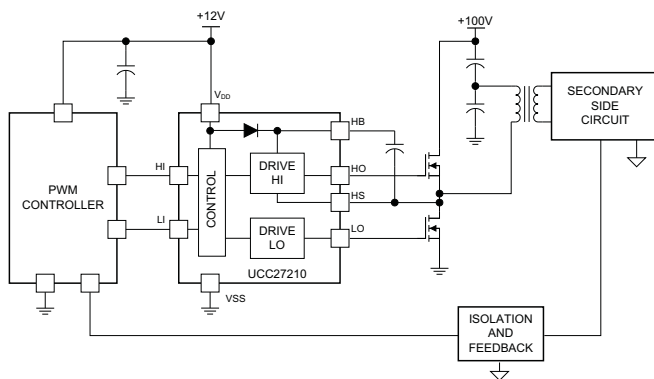 +12V
+100V
VDD
HB
SECONDARY
SIDE
CIRCUIT
PWM
CONTROLLER
HI
LI
CONTROL
DRIVE
HI
HO
HS
DRIVE
LO
LO
UCC27210
VSS
ISOLATION
AND
FEEDBACK